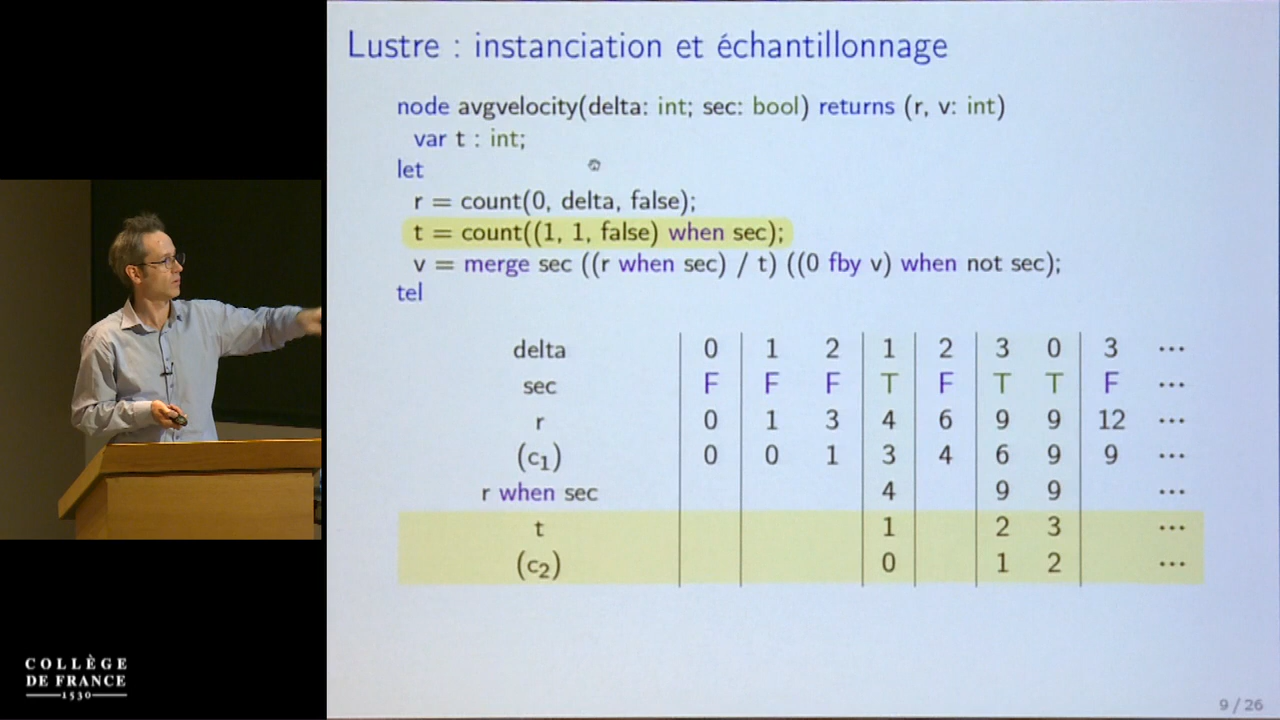 Lustre : instanciation et échantillonnage
node avgvelocity(delta: int; sec: bool) returns (r, v: int)
var t : int;
let
r = count(0, delta, false);
t = count((1, 1, false) when sec);
v = merge sec ((r when sec) / t) ((0 fby v) when not sec);
tel
delta 0 1 2 1 2 3 0 3 ···
sec F F F T F T T F ···
r 0 1 3 4 6 9 9 12 ···
(c₁) 0 0 1 3 4 6 9 9 ···
r when sec 4 9 9 ···
t 1 2 3 ···
(c₂) 0 1 2 ···
COLLÈGE
DE FRANCE
1530
9 / 26